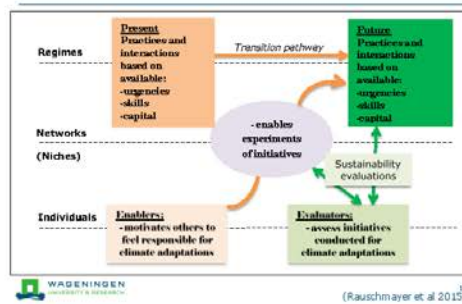 Regimes
Present
Practices and
interactions
based on
available:
-urgencies
-skills
-capital
Transition pathway
Future
Practices and
interactions
based on
available:
-urgencies
-skills
-capital
Networks
(Niches)
- enables
experiments
of initiatives
Sustainability
evaluations
Individuals
Enablers:
- motivates others to
feel responsible for
climate adaptations
Evaluators:
- assess initiatives
conducted for
climate adaptations
WAGENINGEN
UNIVERSITY & RESEARCH
(Rauschmayer et al 2015